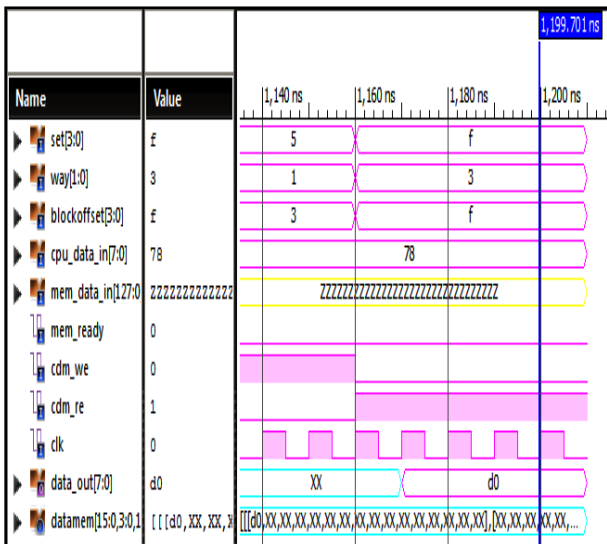 1,199.701 ns
Name Value 1,140 ns 1,160 ns 1,180 ns 1,200 ns
set[3:0] f 5 f
way[1:0] 3 1 3
blockoffset[3:0] f 3 f
cpu_data_in[7:0] 78 78
mem_data_in[127:0 ZZZZZZZZZZZZZ ZZZZZZZZZZZZZZZZZZZZZZZZZZZZZZZZ
mem_ready 0
cdm_we 0
cdm_re 1
clk 0
data_out[7:0] d0 XX d0
datamem[15:0,3:0,1 [[[d0,XX,XX,X [[[d0,XX,XX,XX,XX,XX,XX,XX,XX,XX,XX,XX,XX,XX,XX,XX],[XX,XX,XX,XX,XX,...